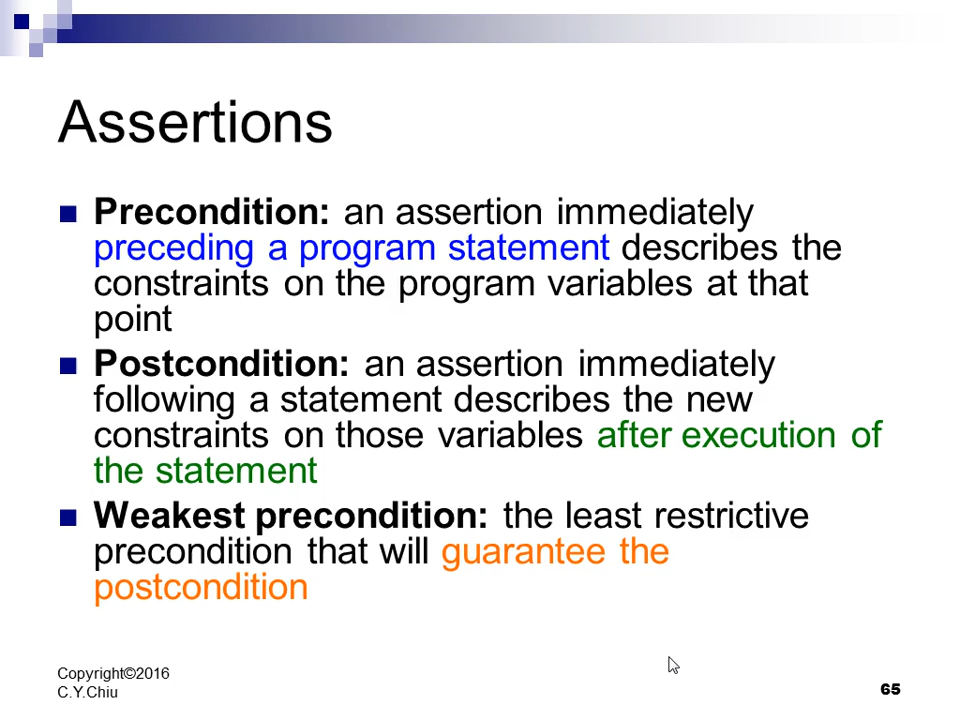 Assertions
Precondition: an assertion immediately
preceding a program statement describes the
constraints on the program variables at that
point
Postcondition: an assertion immediately
following a statement describes the new
constraints on those variables after execution of
the statement
Weakest precondition: the least restrictive
precondition that will guarantee the
postcondition
Copyright©2016
C.Y.Chiu
65